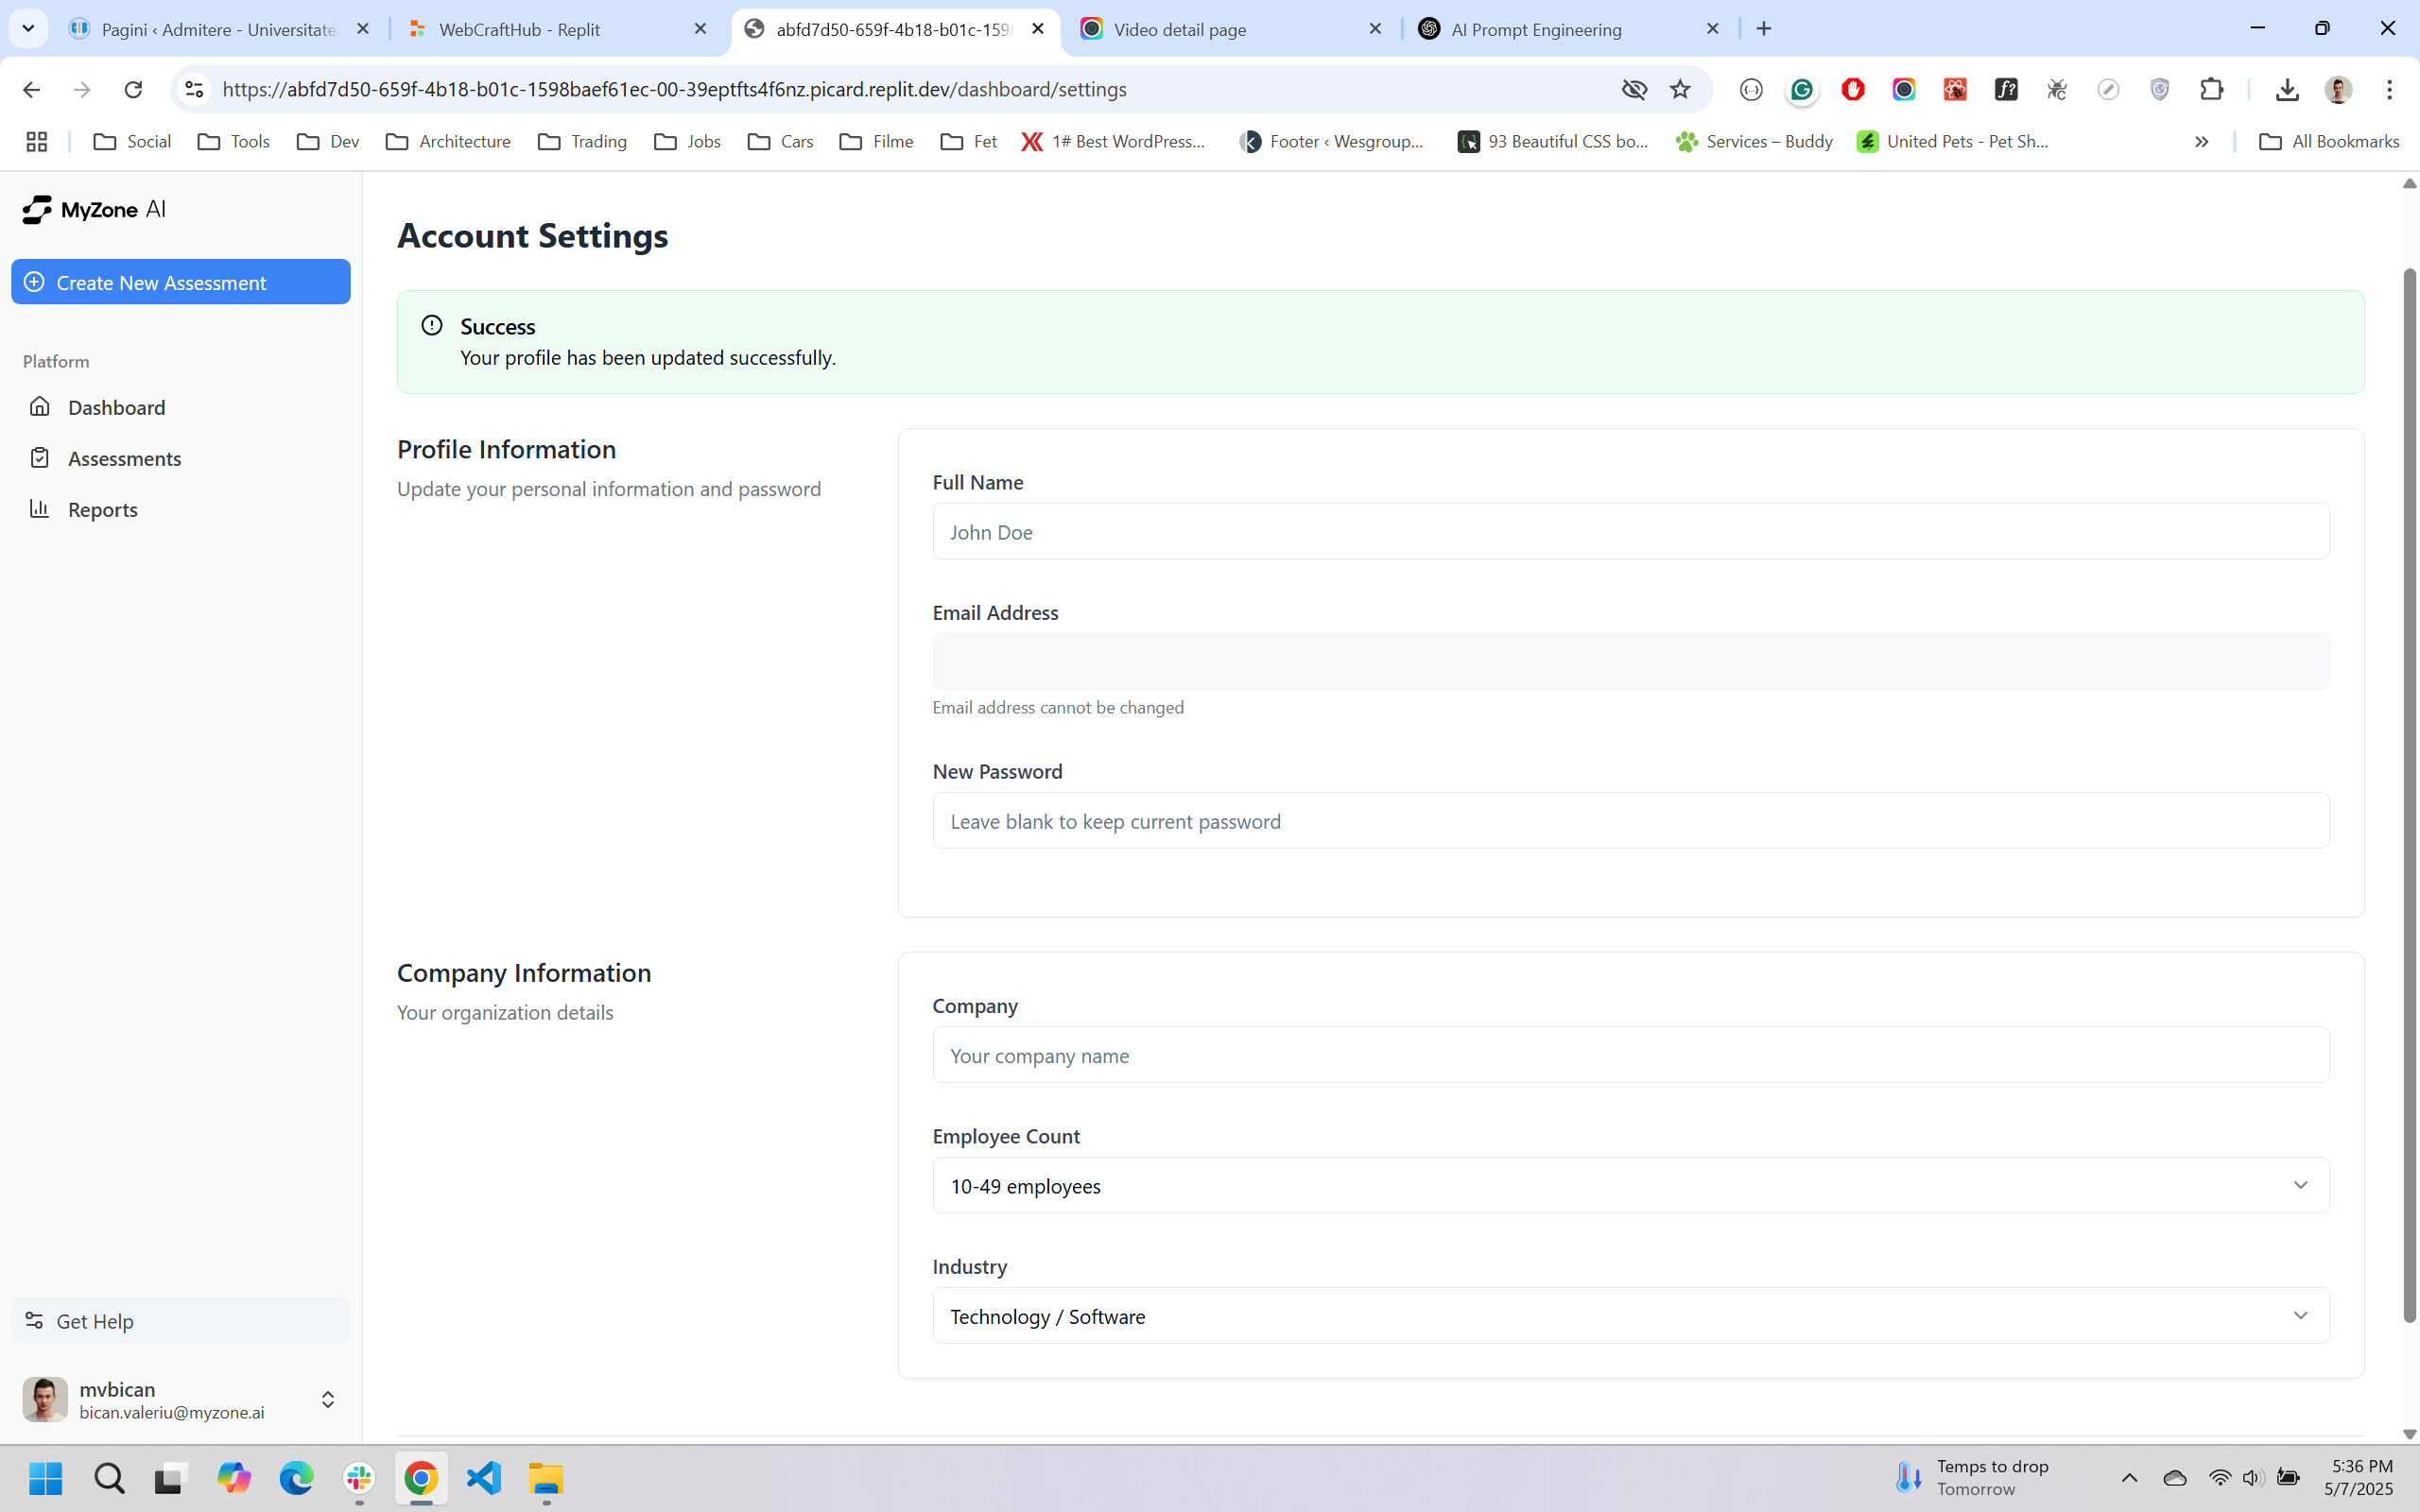 Pagini ‹ Admitere - Universitate
WebCraftHub - Replit
abfd7d50-659f-4b18-b01c-159
Video detail page
AI Prompt Engineering
https://abfd7d50-659f-4b18-b01c-1598baef61ec-00-39eptfts4f6nz.picard.replit.dev/dashboard/settings
Social
Tools
Dev
Architecture
Trading
Jobs
Cars
Filme
Fet
1# Best WordPress...
Footer ‹ Wesgroup...
93 Beautiful CSS bo...
Services – Buddy
United Pets - Pet Sh...
All Bookmarks
MyZone AI
Create New Assessment
Platform
Dashboard
Assessments
Reports
Get Help
mvbican
bican.valeriu@myzone.ai
Account Settings
Success
Your profile has been updated successfully.
Profile Information
Update your personal information and password
Full Name
John Doe
Email Address
Email address cannot be changed
New Password
Leave blank to keep current password
Company Information
Your organization details
Company
Your company name
Employee Count
10-49 employees
Industry
Technology / Software
Temps to drop
Tomorrow
5:36 PM
5/7/2025